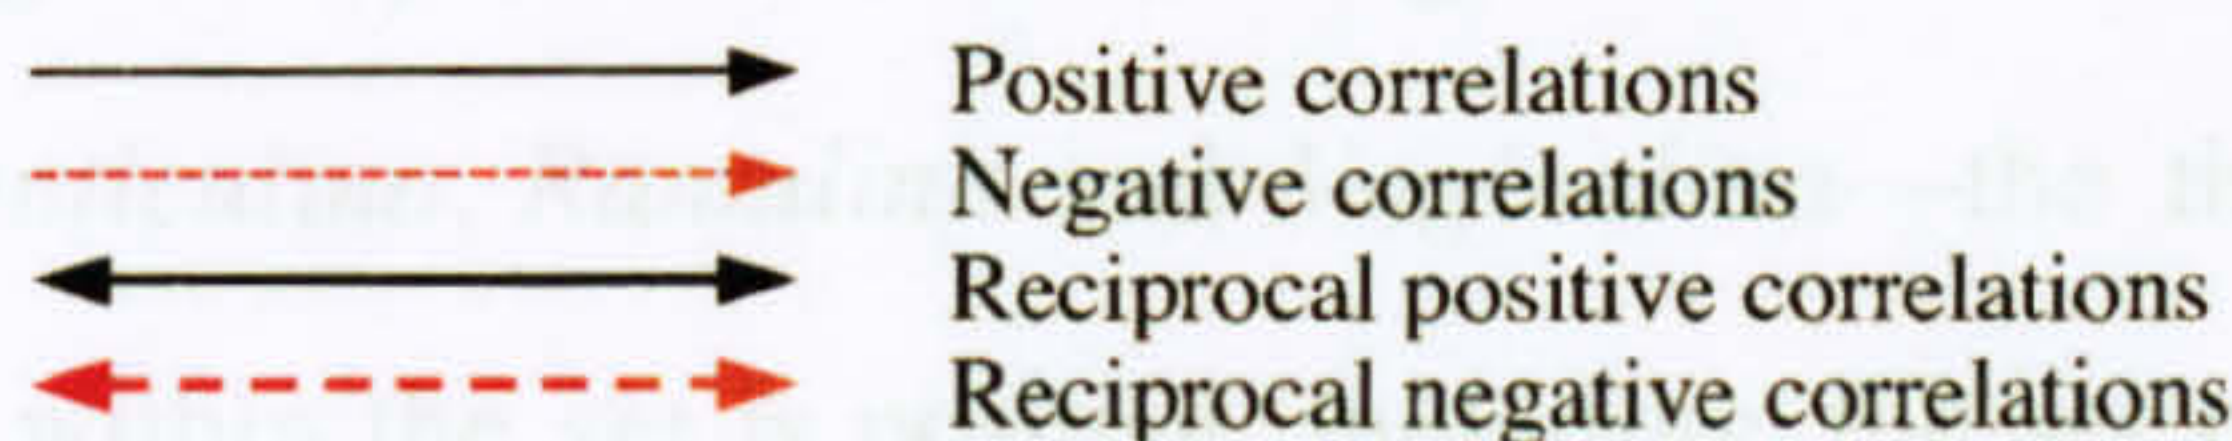 Positive correlations
Negative correlations
Reciprocal positive correlations
Reciprocal negative correlations